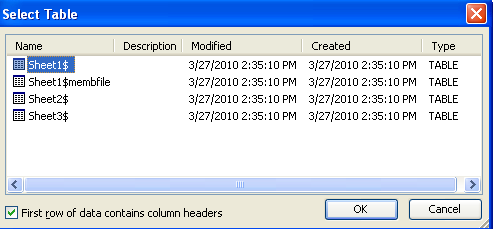 Select Table
Name Description Modified Created Type
Sheet1$ 3/27/2010 2:35:10 PM 3/27/2010 2:35:10 PM TABLE
Sheet1$membfile 3/27/2010 2:35:10 PM 3/27/2010 2:35:10 PM TABLE
Sheet2$ 3/27/2010 2:35:10 PM 3/27/2010 2:35:10 PM TABLE
Sheet3$ 3/27/2010 2:35:10 PM 3/27/2010 2:35:10 PM TABLE
First row of data contains column headers OK Cancel